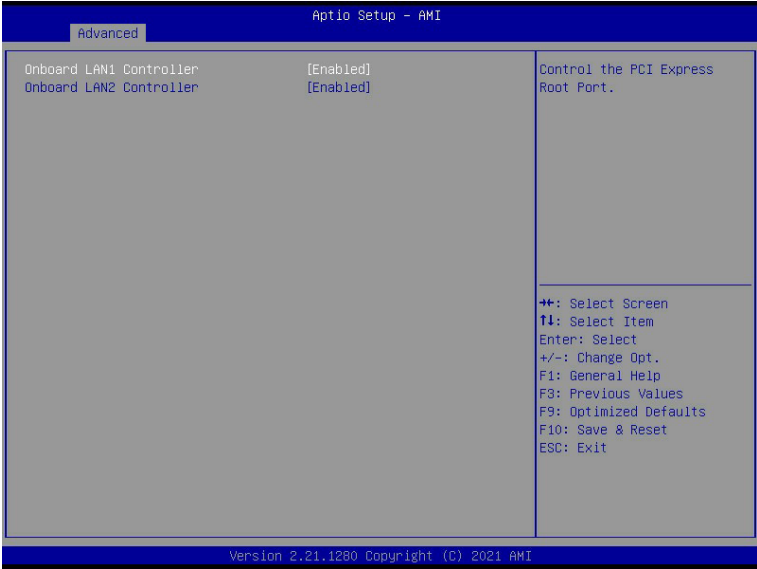 Aptio Setup – AMI
Advanced
Onboard LAN1 Controller [Enabled]
Onboard LAN2 Controller [Enabled]
Control the PCI Express
Root Port.
→←: Select Screen
↑↓: Select Item
Enter: Select
+/–: Change Opt.
F1: General Help
F3: Previous Values
F9: Optimized Defaults
F10: Save & Reset
ESC: Exit
Version 2.21.1280 Copyright (C) 2021 AMI